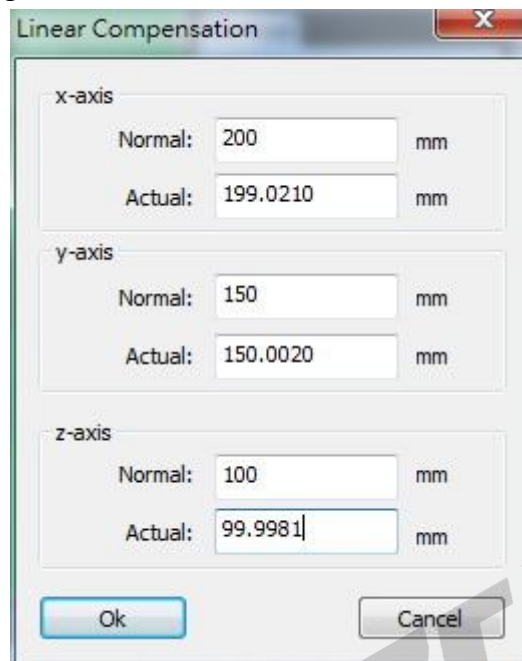 Linear Compensation
x-axis
Normal: 200 mm
Actual: 199.0210 mm
y-axis
Normal: 150 mm
Actual: 150.0020 mm
z-axis
Normal: 100 mm
Actual: 99.9981 mm
Ok Cancel